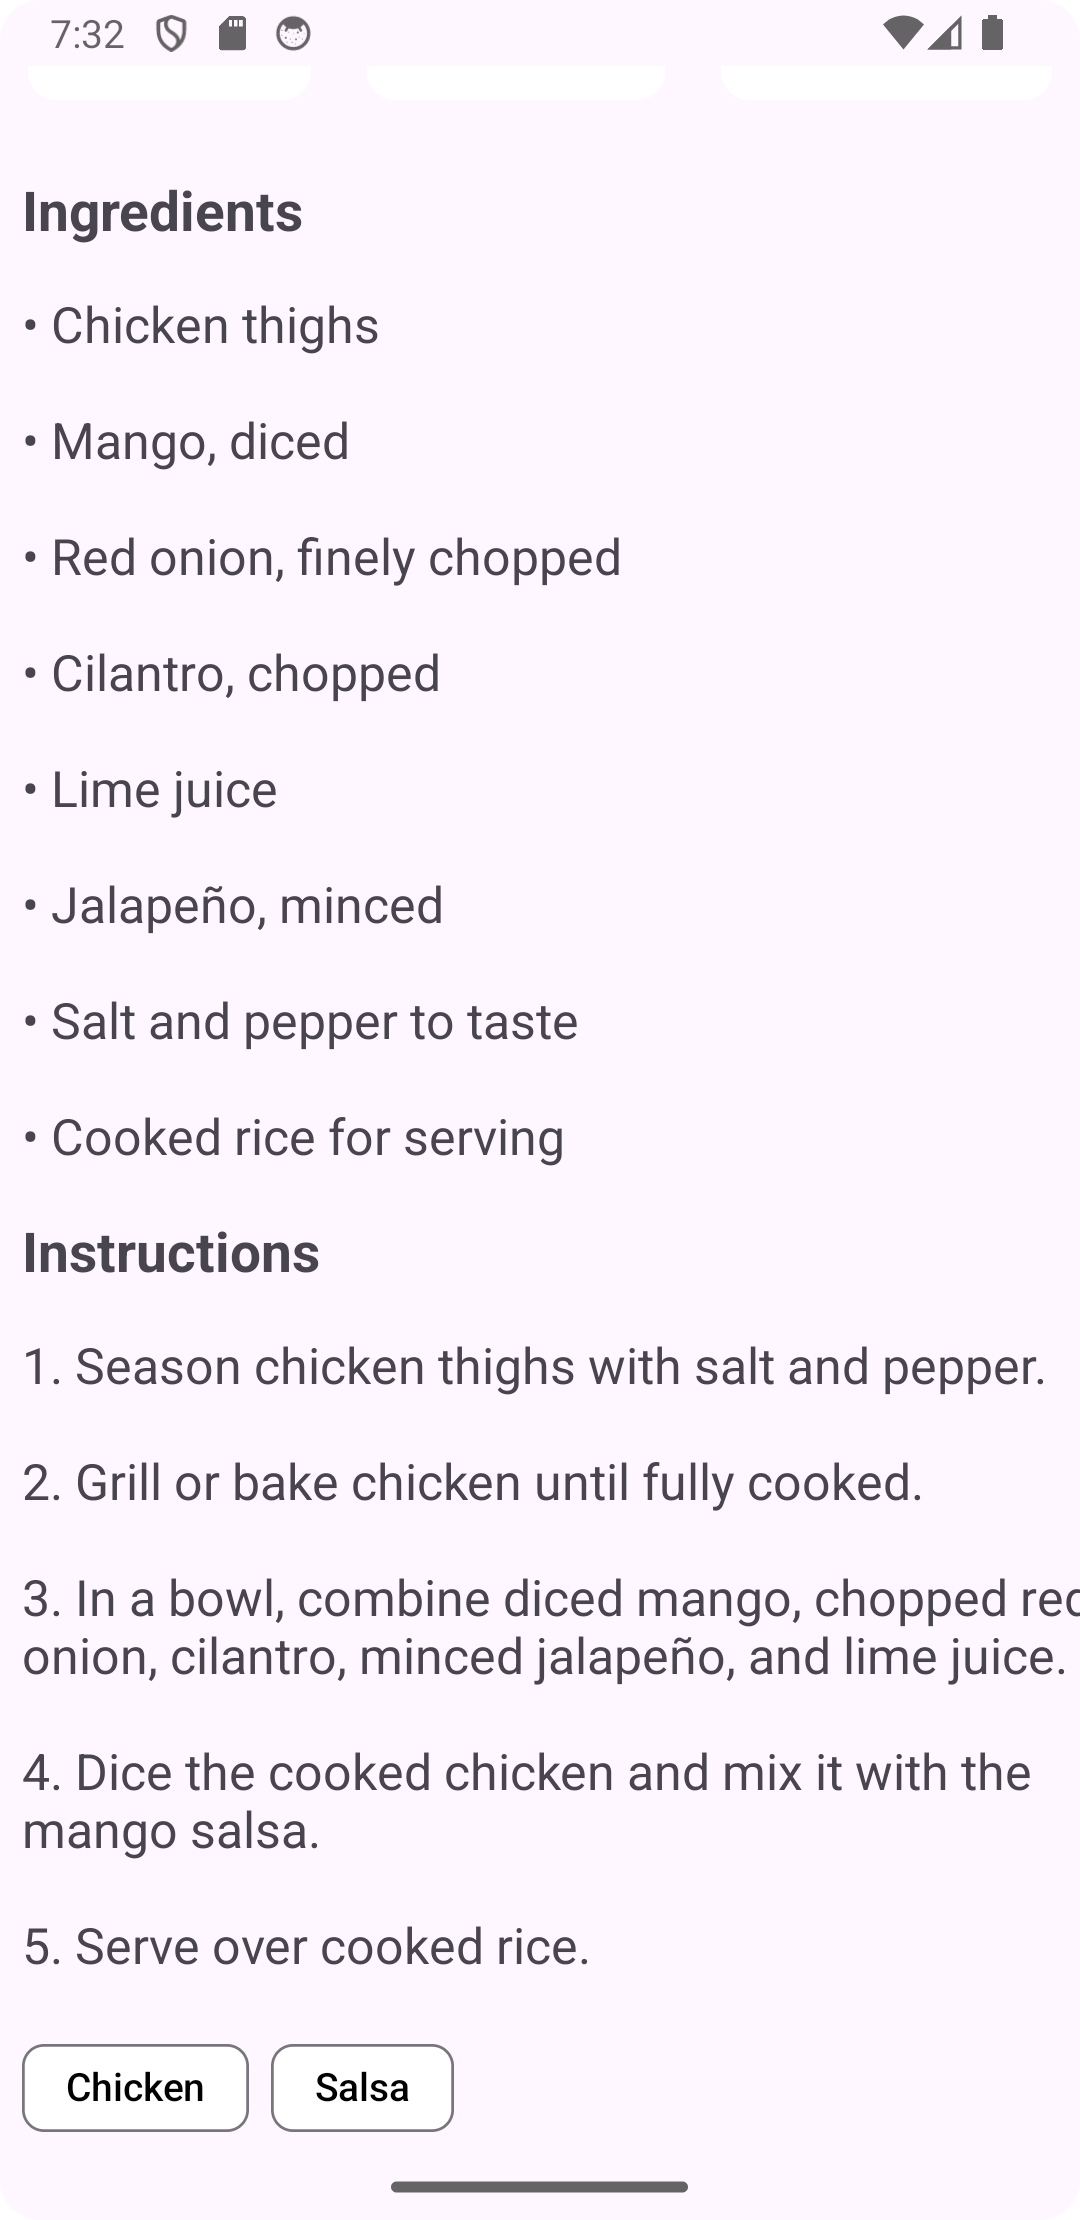 7:32
Ingredients
• Chicken thighs
• Mango, diced
• Red onion, finely chopped
• Cilantro, chopped
• Lime juice
• Jalapeño, minced
• Salt and pepper to taste
• Cooked rice for serving
Instructions
1. Season chicken thighs with salt and pepper.
2. Grill or bake chicken until fully cooked.
3. In a bowl, combine diced mango, chopped red
onion, cilantro, minced jalapeño, and lime juice.
4. Dice the cooked chicken and mix it with the
mango salsa.
5. Serve over cooked rice.
Chicken
Salsa